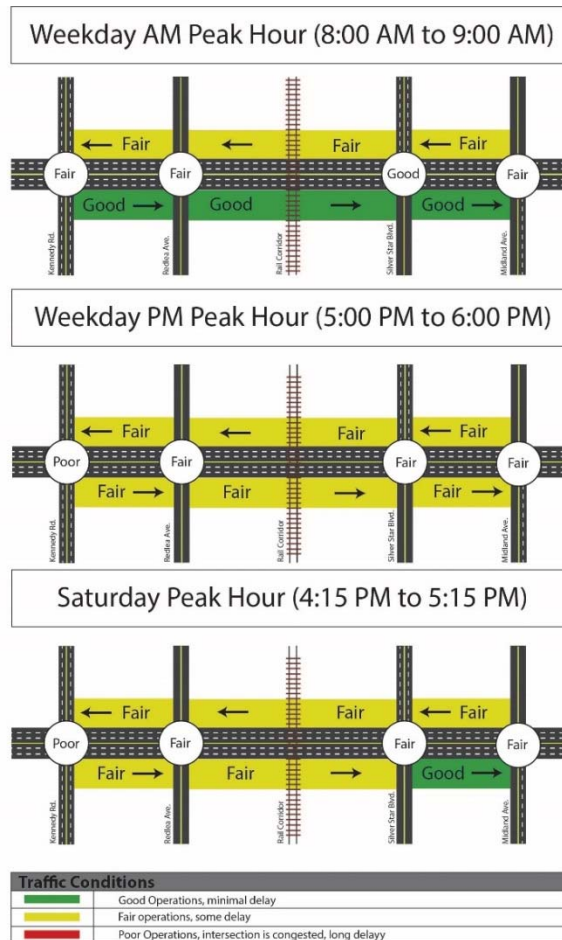 Weekday AM Peak Hour (8:00 AM to 9:00 AM)
Fair Fair Fair
Fair Fair Good Fair
Good Good Good
Kennedy Rd. Redlea Ave. Rail Corridor Silver Star Blvd. Midland Ave.
Weekday PM Peak Hour (5:00 PM to 6:00 PM)
Fair Fair Fair
Poor Fair Fair Fair
Fair Fair Fair
Kennedy Rd. Redlea Ave. Rail Corridor Silver Star Blvd. Midland Ave.
Saturday Peak Hour (4:15 PM to 5:15 PM)
Fair Fair Fair
Poor Fair Fair Fair
Fair Fair Good
Kennedy Rd. Redlea Ave. Rail Corridor Silver Star Blvd. Midland Ave.
Traffic Conditions
Good Operations, minimal delay
Fair operations, some delay
Poor Operations, intersection is congested, long delayy